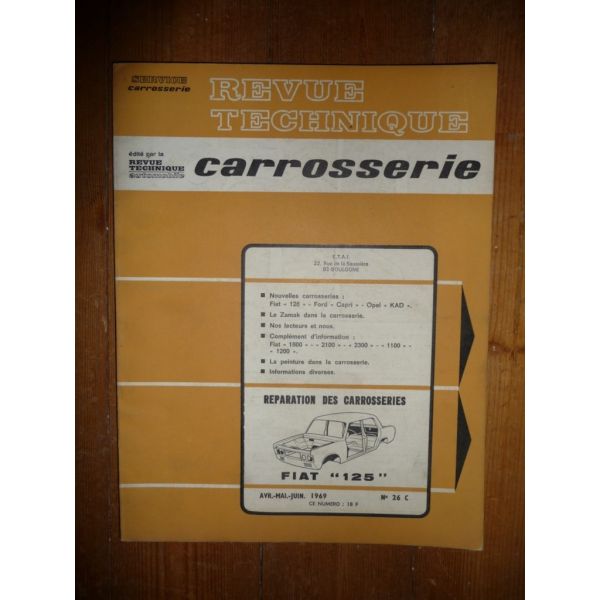 SERVICE
carrosserie
REVUE
TECHNIQUE
édité par la
REVUE
TECHNIQUE
automobile
carrosserie
E.T.A.I.
22, Rue de la Saussière
92 BOULOGNE
■ Nouvelles carrosseries :
Fiat « 128 » - Ford « Capri » - Opel « KAD ».
■ Le Zamak dans la carrosserie.
■ Nos lecteurs et nous.
■ Complément d'information :
Fiat « 1800 » - « 2100 » - « 2300 » - « 1100 » -
« 1200 ».
■ La peinture dans la carrosserie.
■ Informations diverses.
REPARATION DES CARROSSERIES
FIAT "125"
AVR.-MAI.-JUIN. 1969
N° 26 C
CE NUMERO : 18 F